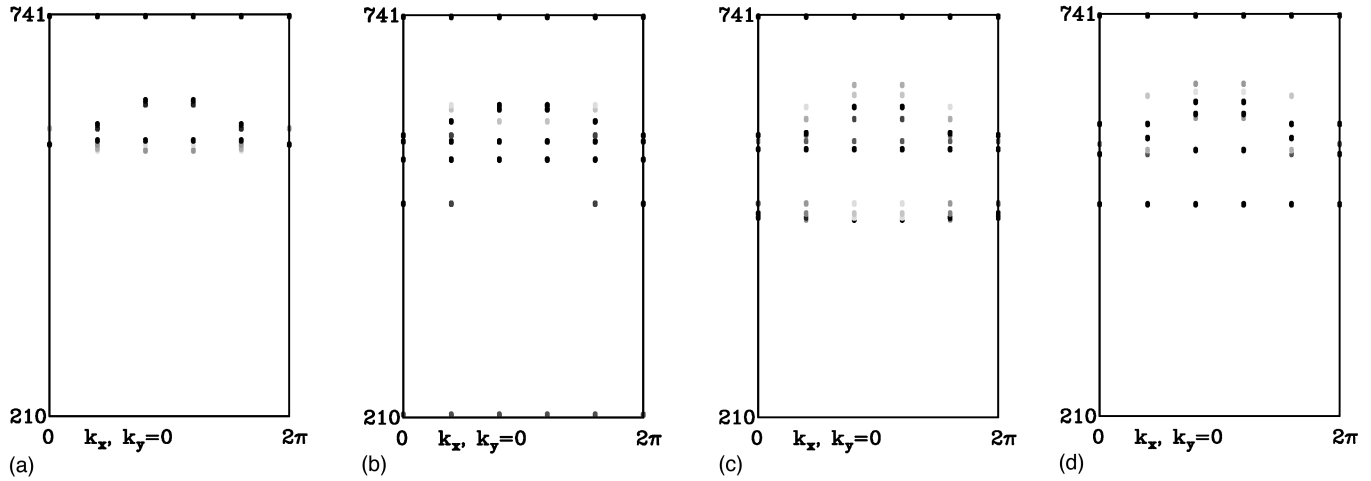 741 741 741 741
210 210 210 210
0 kx, ky=0 2π 0 kx, ky=0 2π 0 kx, ky=0 2π 0 kx, ky=0 2π
(a) (b) (c) (d)